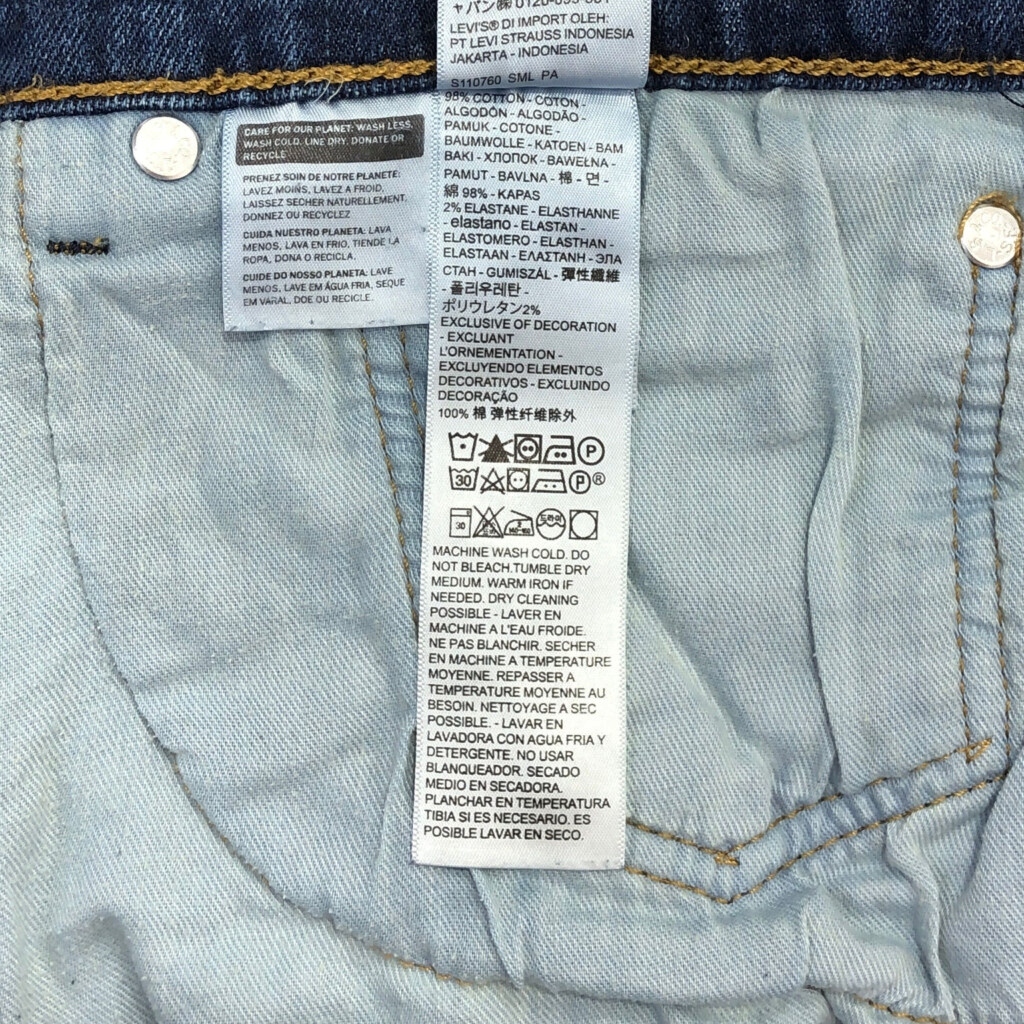 LEVI'S® DI IMPORT OLEH:
PT LEVI STRAUSS INDONESIA
JAKARTA - INDONESIA
S110760 SML PA
98% COTTON - COTON -
ALGODÓN - ALGODÃO -
PAMUK - COTONE -
BAUMWOLLE - KATOEN - BAM
BAKI - ХЛОПОК - BAWEŁNA -
PAMUT - BAVLNA - 棉 - 면 -
綿 98% - KAPAS
2% ELASTANE - ELASTHANNE
- elastano - ELASTAN -
ELASTOMERO - ELASTHAN -
ELASTAAN - ΕΛΑΣΤΑΝΗ - ЭЛА
СТАН - GUMISZÁL - 彈性纖維
- 폴리우레탄 -
ポリウレタン2%
EXCLUSIVE OF DECORATION
- EXCLUANT
L'ORNEMENTATION -
EXCLUYENDO ELEMENTOS
DECORATIVOS - EXCLUINDO
DECORAÇÃO
100% 棉 弹性纤维除外
P
30 P®
30 드라이
MACHINE WASH COLD. DO
NOT BLEACH.TUMBLE DRY
MEDIUM. WARM IRON IF
NEEDED. DRY CLEANING
POSSIBLE - LAVER EN
MACHINE A L'EAU FROIDE.
NE PAS BLANCHIR. SECHER
EN MACHINE A TEMPERATURE
MOYENNE. REPASSER A
TEMPERATURE MOYENNE AU
BESOIN. NETTOYAGE A SEC
POSSIBLE. - LAVAR EN
LAVADORA CON AGUA FRIA Y
DETERGENTE. NO USAR
BLANQUEADOR. SECADO
MEDIO EN SECADORA.
PLANCHAR EN TEMPERATURA
TIBIA SI ES NECESARIO. ES
POSIBLE LAVAR EN SECO.
CARE FOR OUR PLANET: WASH LESS,
WASH COLD, LINE DRY, DONATE OR
RECYCLE
PRENEZ SOIN DE NOTRE PLANETE:
LAVEZ MOINS, LAVEZ A FROID,
LAISSEZ SECHER NATURELLEMENT,
DONNEZ OU RECYCLEZ
CUIDA NUESTRO PLANETA: LAVA
MENOS, LAVA EN FRIO, TIENDE LA
ROPA, DONA O RECICLA.
CUIDE DO NOSSO PLANETA: LAVE
MENOS, LAVE EM ÁGUA FRIA, SEQUE
EM VARAL, DOE OU RECICLE.